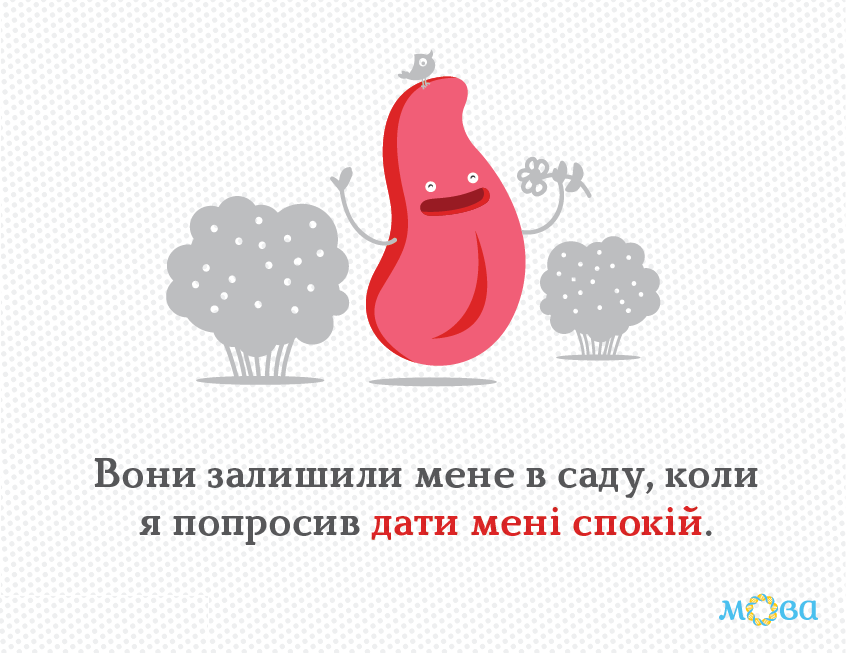 Вони залишили мене в саду, коли
я попросив дати мені спокій.
мова